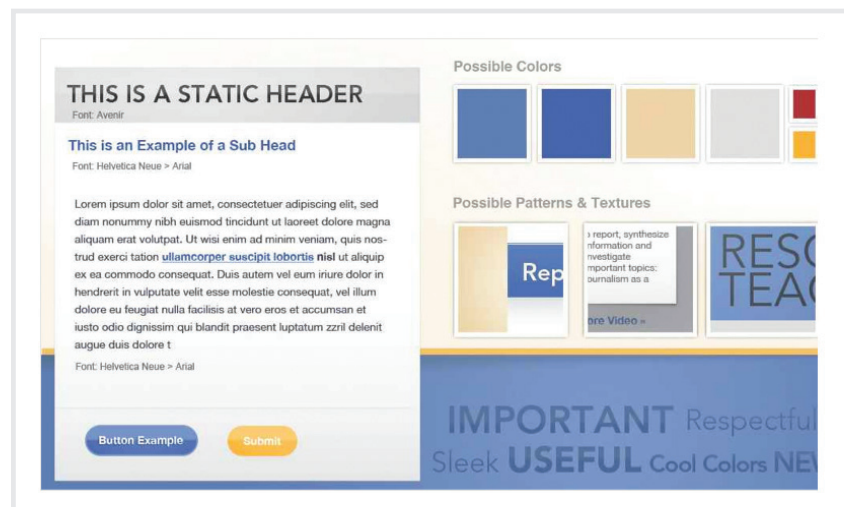 THIS IS A STATIC HEADER
Font: Avenir
This is an Example of a Sub Head
Font: Helvetica Neue > Arial
Lorem ipsum dolor sit amet, consectetuer adipiscing elit, sed
diam nonummy nibh euismod tincidunt ut laoreet dolore magna
aliquam erat volutpat. Ut wisi enim ad minim veniam, quis nos-
trud exerci tation ullamcorper suscipit lobortis nisl ut aliquip
ex ea commodo consequat. Duis autem vel eum iriure dolor in
hendrerit in vulputate velit esse molestie consequat, vel illum
dolore eu feugiat nulla facilisis at vero eros et accumsan et
iusto odio dignissim qui blandit praesent luptatum zzril delenit
augue duis dolore t
Font: Helvetica Neue > Arial
Button Example
Submit
Possible Colors
Possible Patterns & Textures
Rep
report, synthesize
nformation and
nvestigate
mportant topics:
ournalism as a
ore Video »
RESO
TEAC
IMPORTANT Respectful
Sleek USEFUL Cool Colors NEW